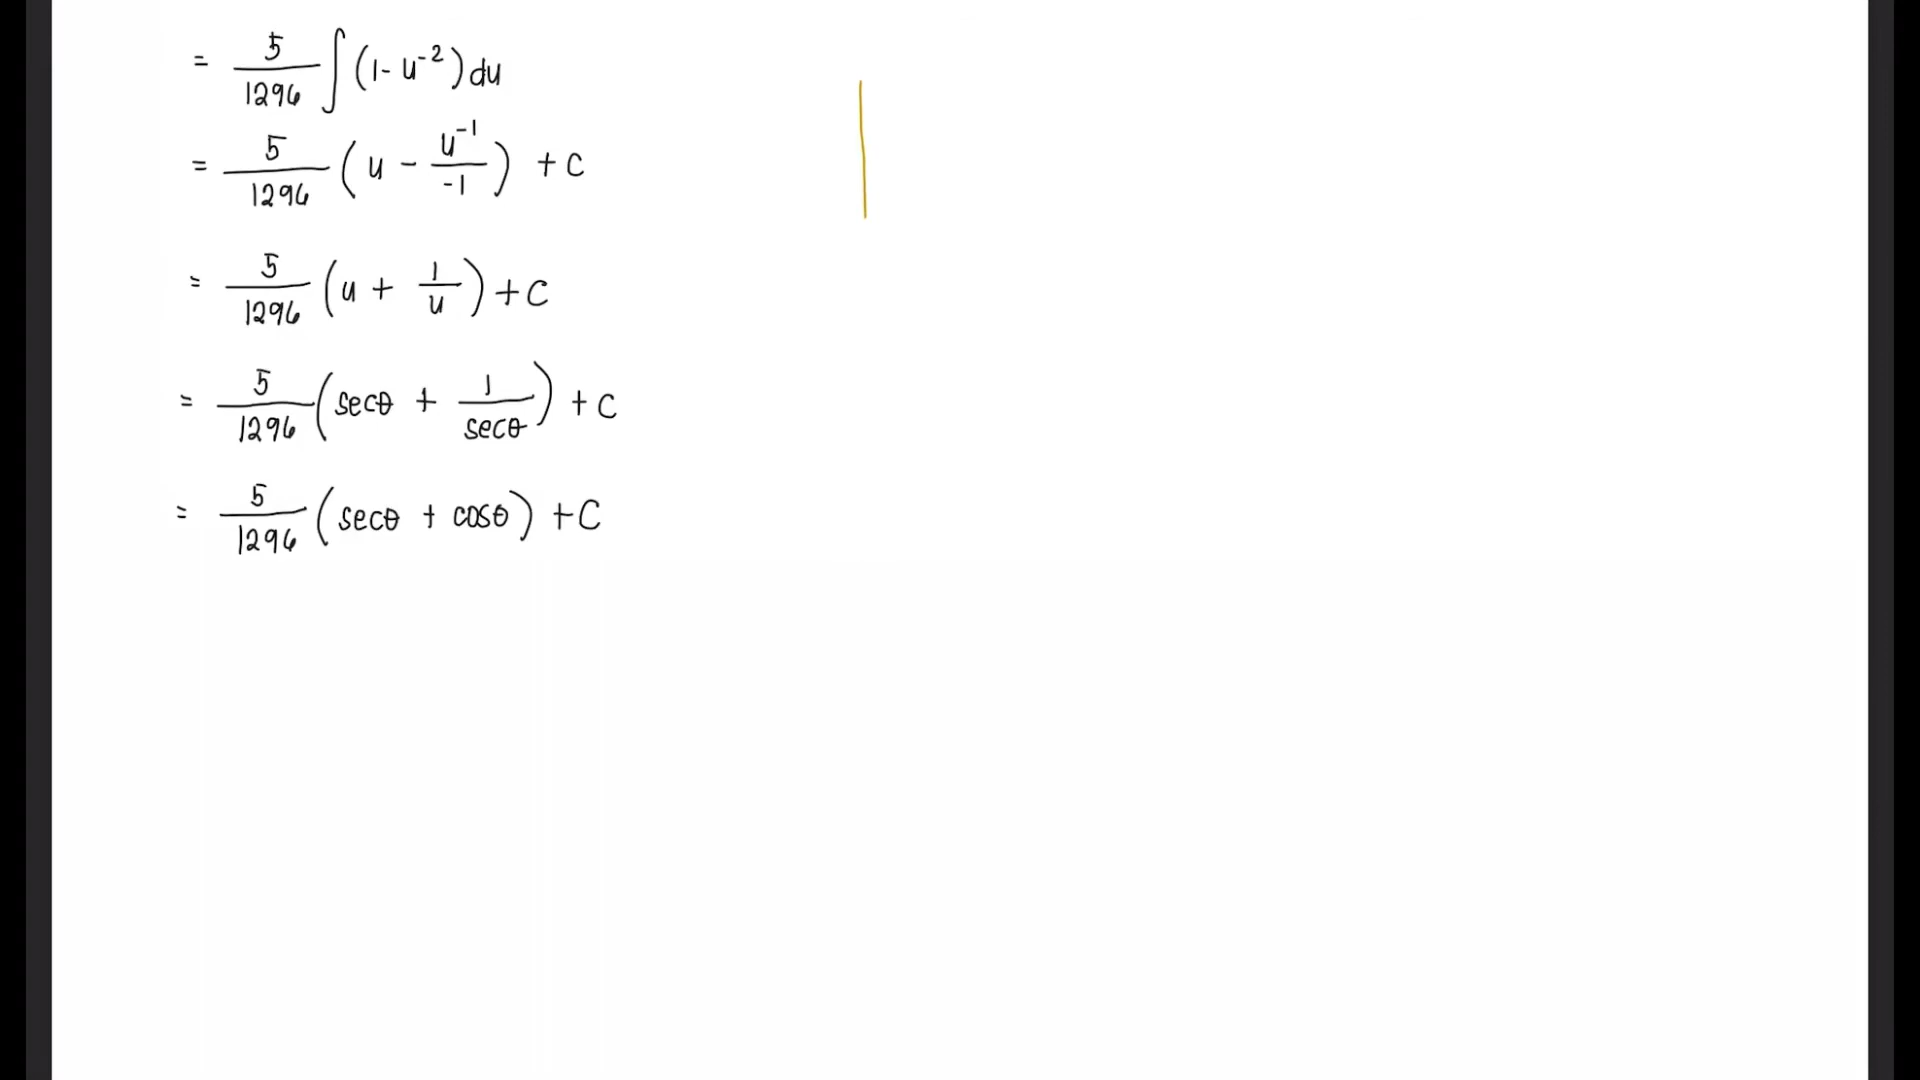 = 5/1296 ∫(1-u⁻²)du
= 5/1296 (u - u⁻¹/-1) + C
= 5/1296 (u + 1/u) + C
= 5/1296 (secθ + 1/secθ) + C
= 5/1296 (secθ + cosθ) + C